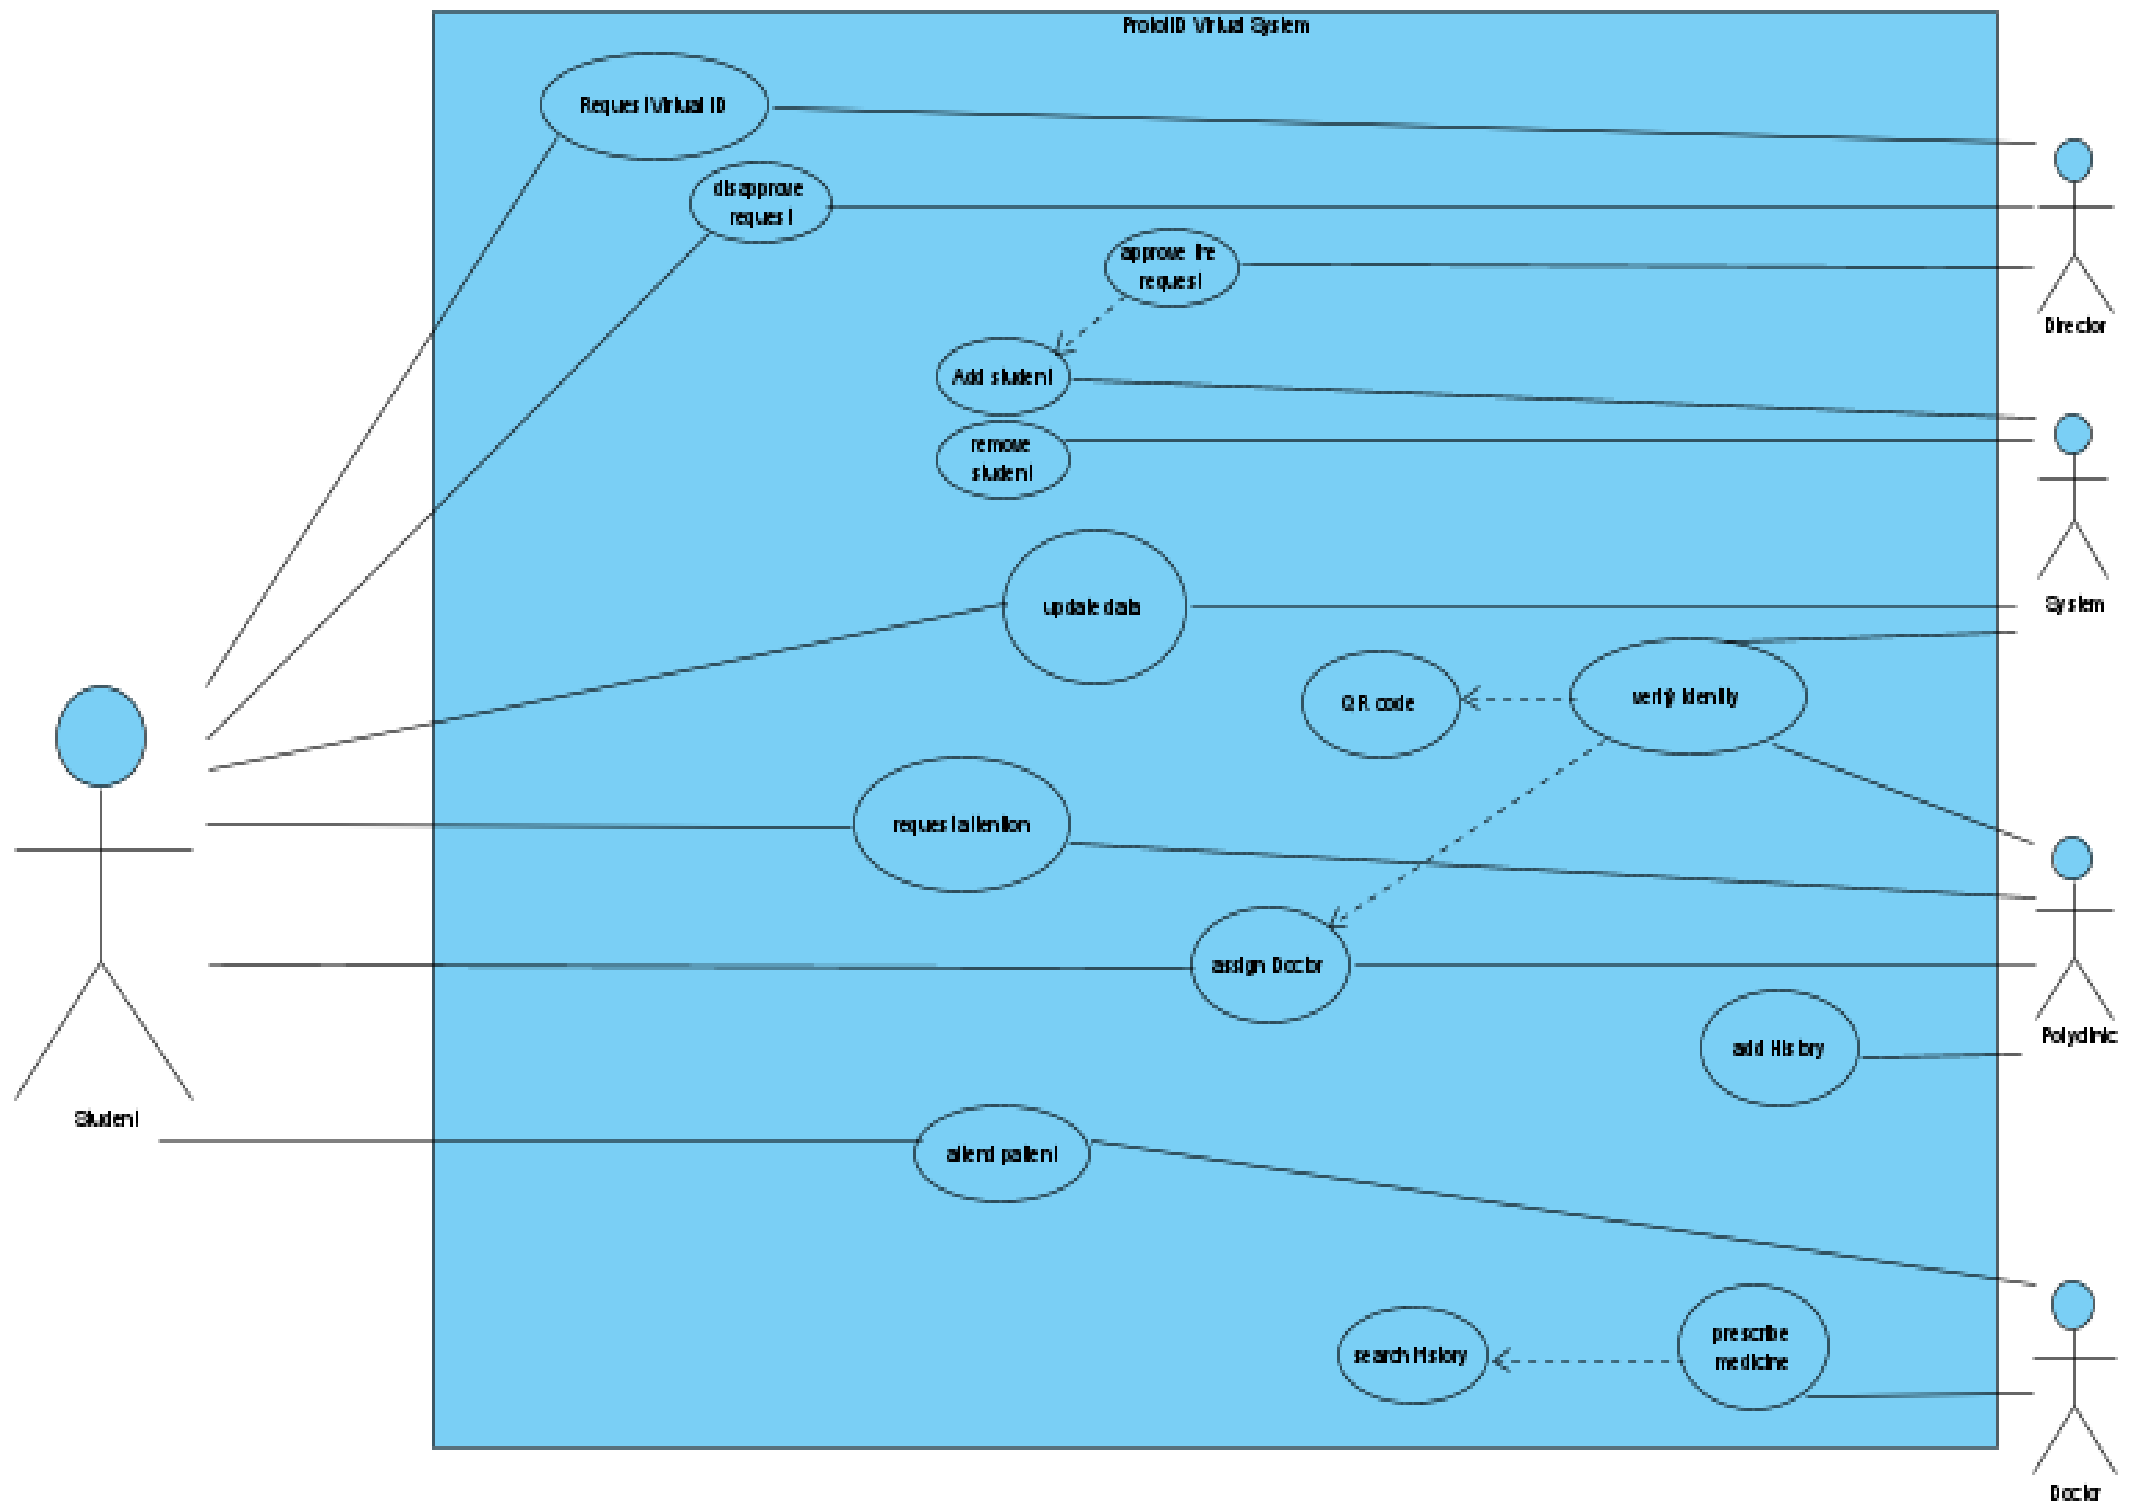 ProtoID Virtual System
Request Virtual ID
disapprove
request
approve the
request
Director
Add student
remove
student
System
update data
QR code
verify identity
request attention
assign Doctor
add History
Polyclinic
Student
attend patient
search history
prescribe
medicine
Doctor